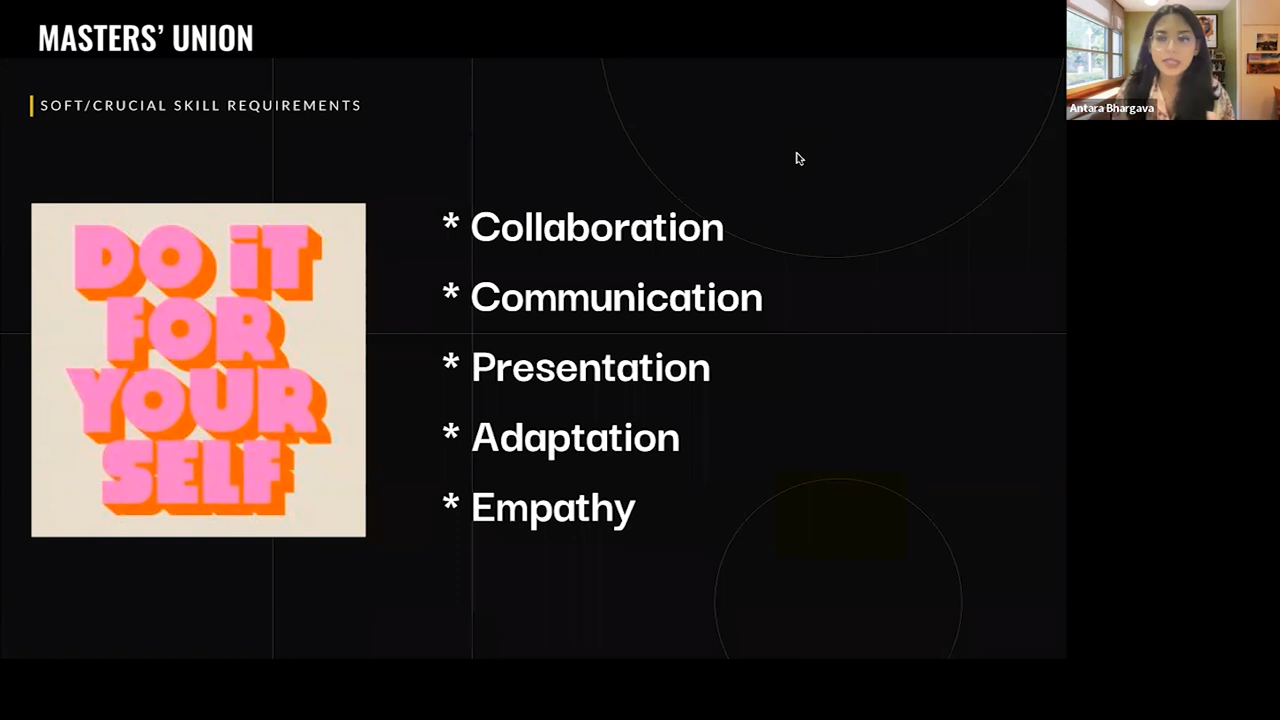 MASTERS' UNION
SOFT/CRUCIAL SKILL REQUIREMENTS
DO iT
FOR
YOUR
SELF
* Collaboration
* Communication
* Presentation
* Adaptation
* Empathy
Antara Bhargava